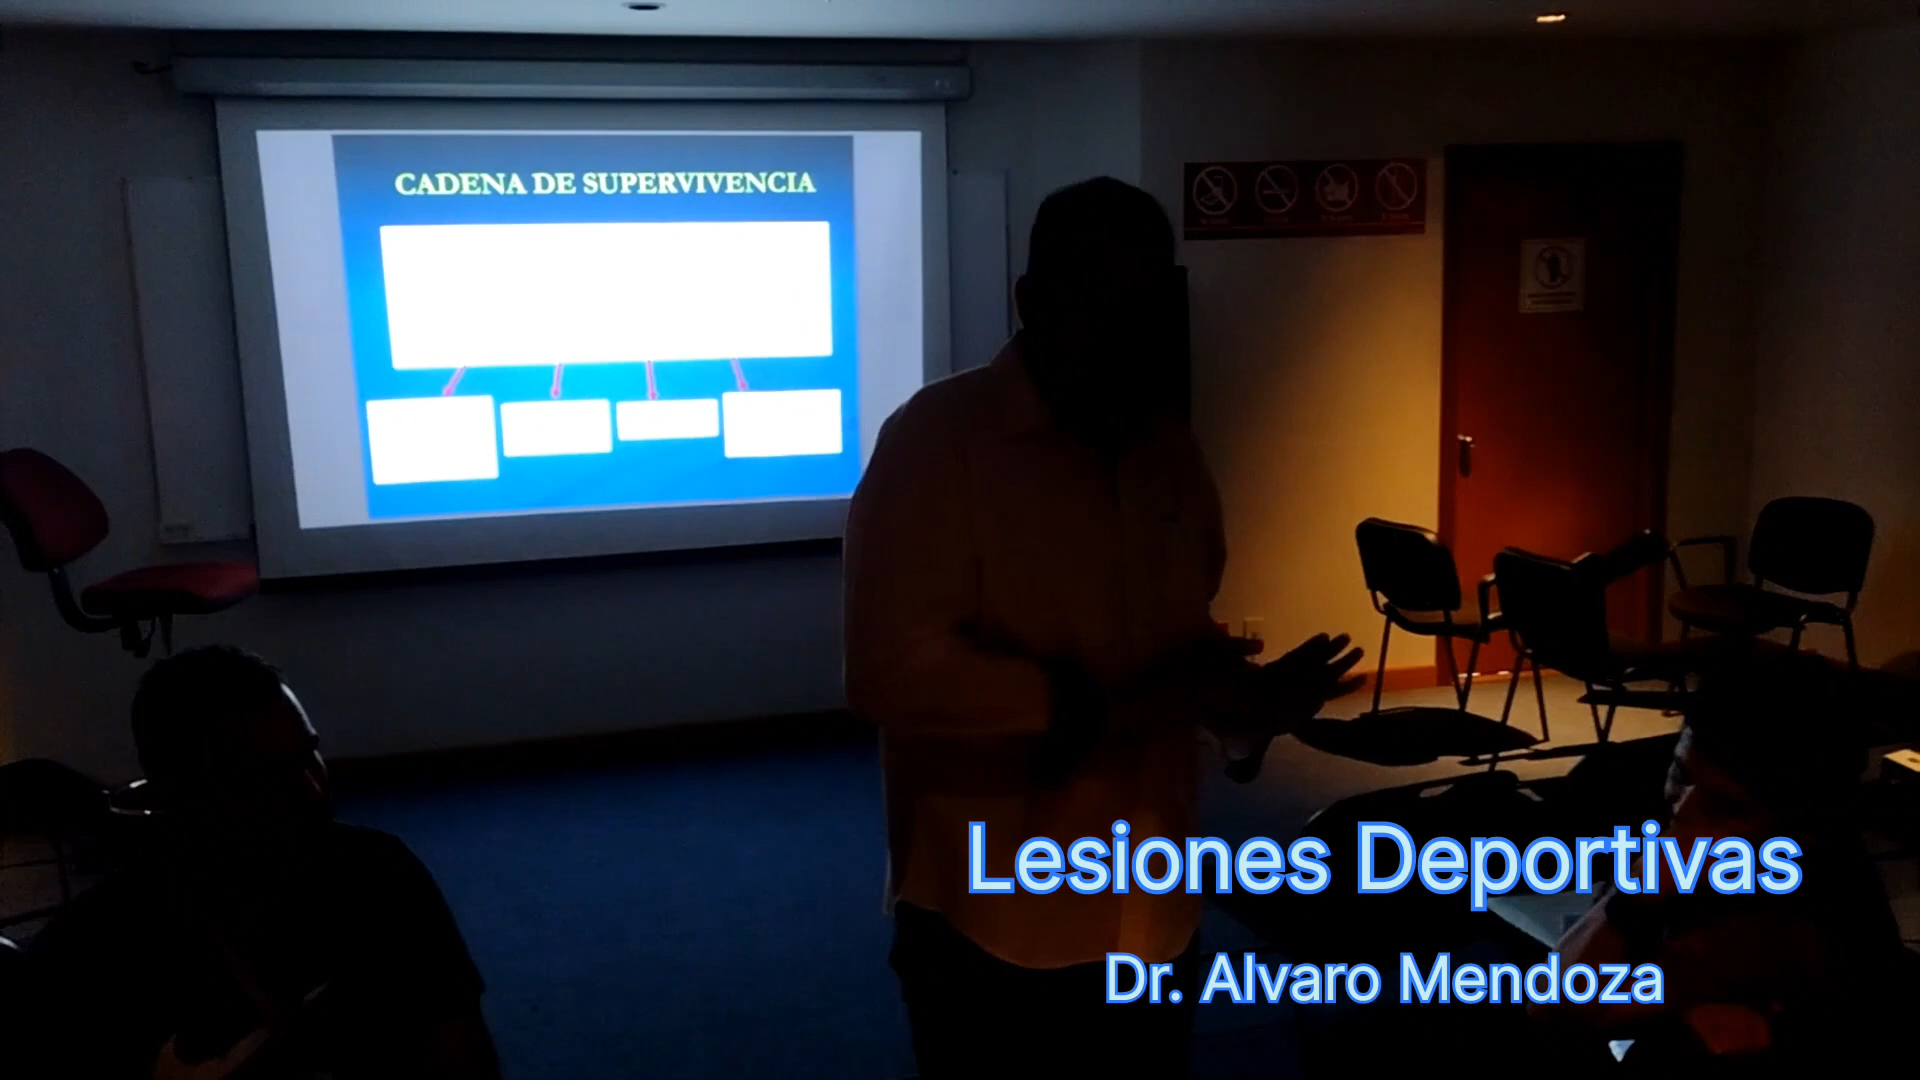 CADENA DE SUPERVIVENCIA
Lesiones Deportivas
Dr. Alvaro Mendoza